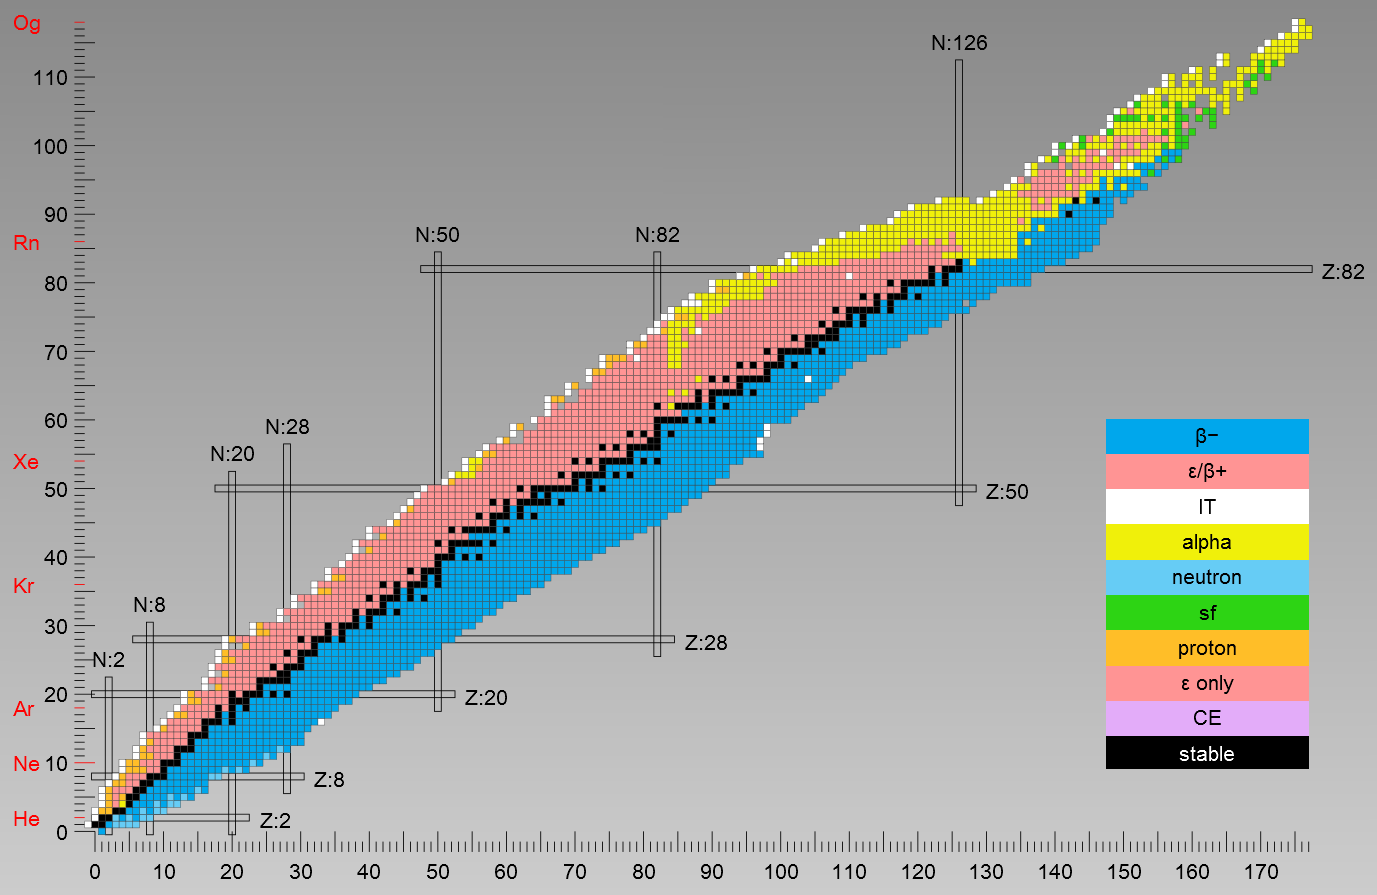 Og
N:126
110
100
90
Rn
N:50
N:82
80
Z:82
70
60
N:28
N:20
Xe
50
Z:50
40
Kr
N:8
30
Z:28
N:2
20
Z:20
Ar
Ne
10
Z:8
He
Z:2
0
0 10 20 30 40 50 60 70 80 90 100 110 120 130 140 150 160 170
β−
ε/β+
IT
alpha
neutron
sf
proton
ε only
CE
stable